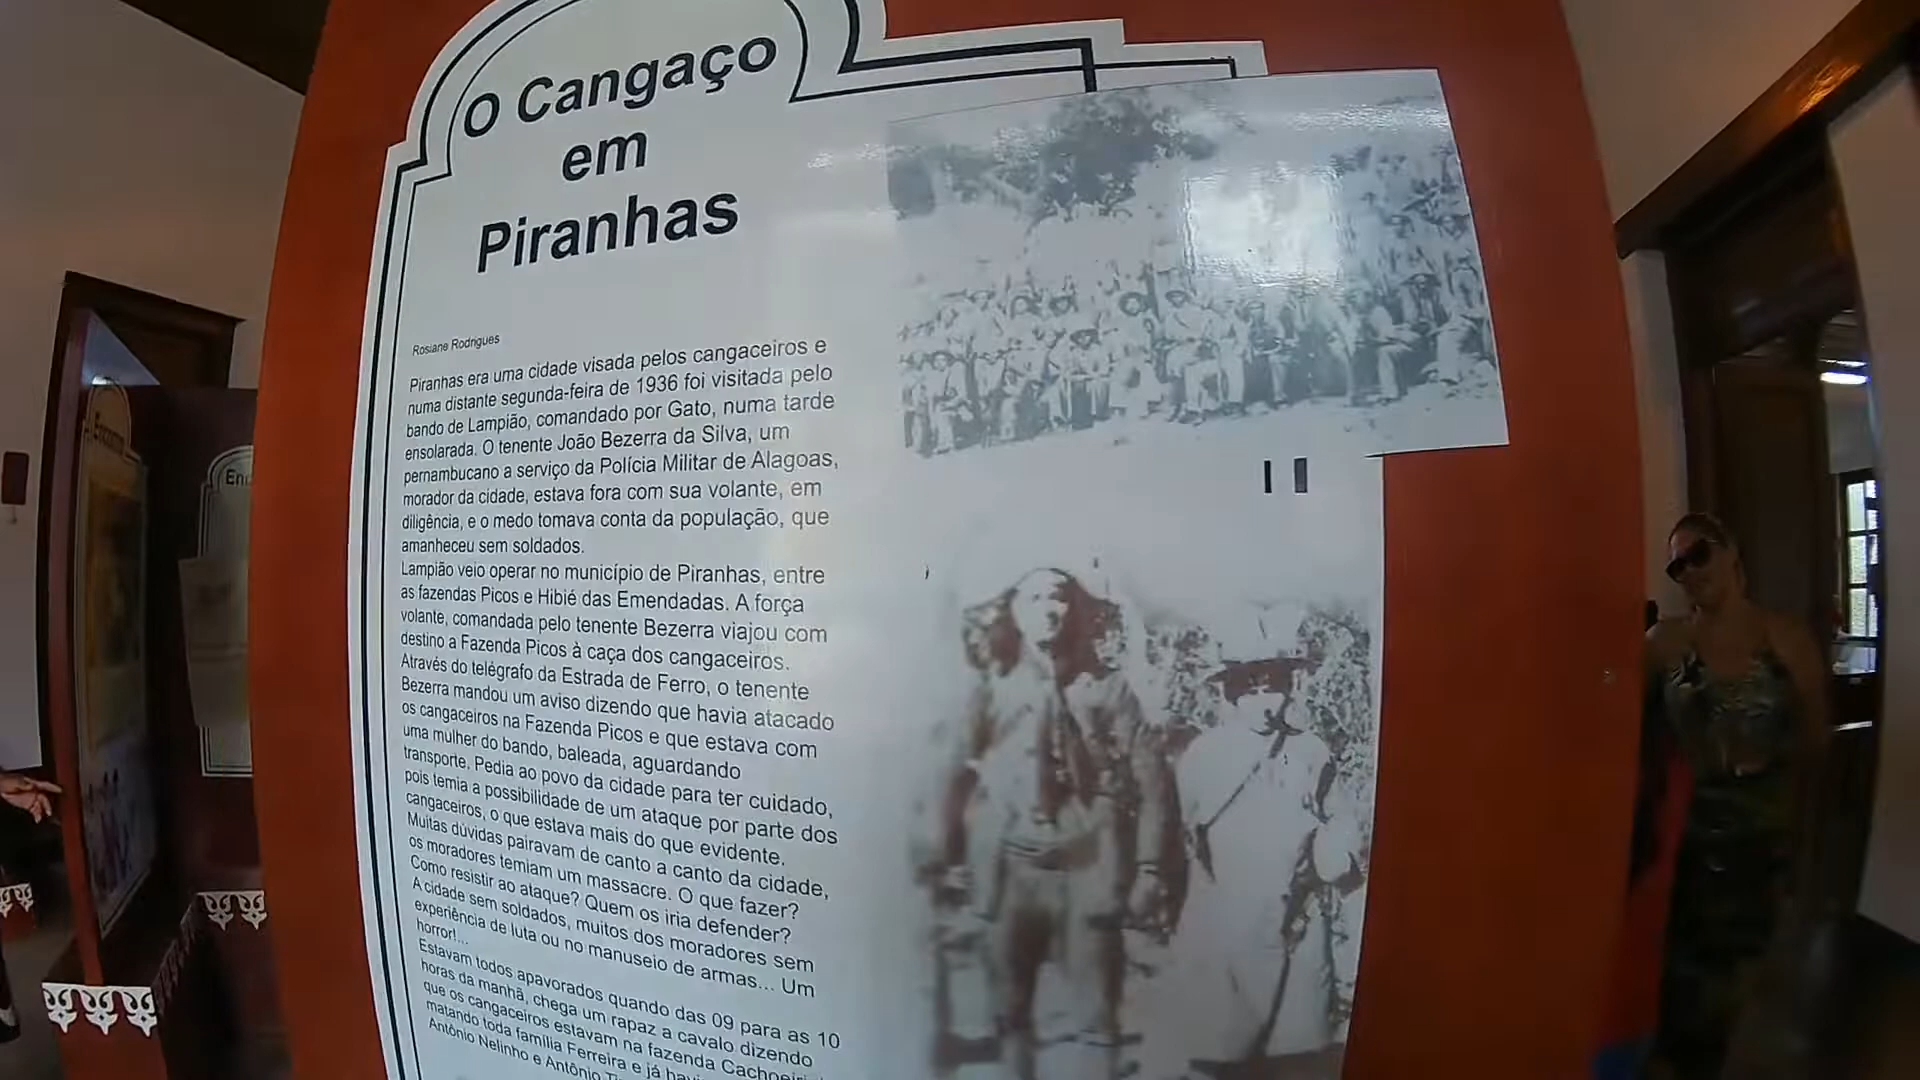 O Cangaço
em
Piranhas
Rosiane Rodrigues
Piranhas era uma cidade visada pelos cangaceiros e
numa distante segunda-feira de 1936 foi visitada pelo
bando de Lampião, comandado por Gato, numa tarde
ensolarada. O tenente João Bezerra da Silva, um
pernambucano a serviço da Polícia Militar de Alagoas,
morador da cidade, estava fora com sua volante, em
diligência, e o medo tomava conta da população, que
amanheceu sem soldados.
Lampião veio operar no município de Piranhas, entre
as fazendas Picos e Hibié das Emendadas. A força
volante, comandada pelo tenente Bezerra viajou com
destino a Fazenda Picos à caça dos cangaceiros.
Através do telégrafo da Estrada de Ferro, o tenente
Bezerra mandou um aviso dizendo que havia atacado
os cangaceiros na Fazenda Picos e que estava com
uma mulher do bando, baleada, aguardando
transporte. Pedia ao povo da cidade para ter cuidado,
pois temia a possibilidade de um ataque por parte dos
cangaceiros, o que estava mais do que evidente.
Muitas dúvidas pairavam de canto a canto da cidade,
os moradores temiam um massacre. O que fazer?
Como resistir ao ataque? Quem os iria defender?
A cidade sem soldados, muitos dos moradores sem
experiência de luta ou no manuseio de armas... Um
horror!...
Estavam todos apavorados quando das 09 para as 10
horas da manhã, chega um rapaz a cavalo dizendo
que os cangaceiros estavam na fazenda
matando toda família Ferreira e já
Antônio Nelinho e Antônio